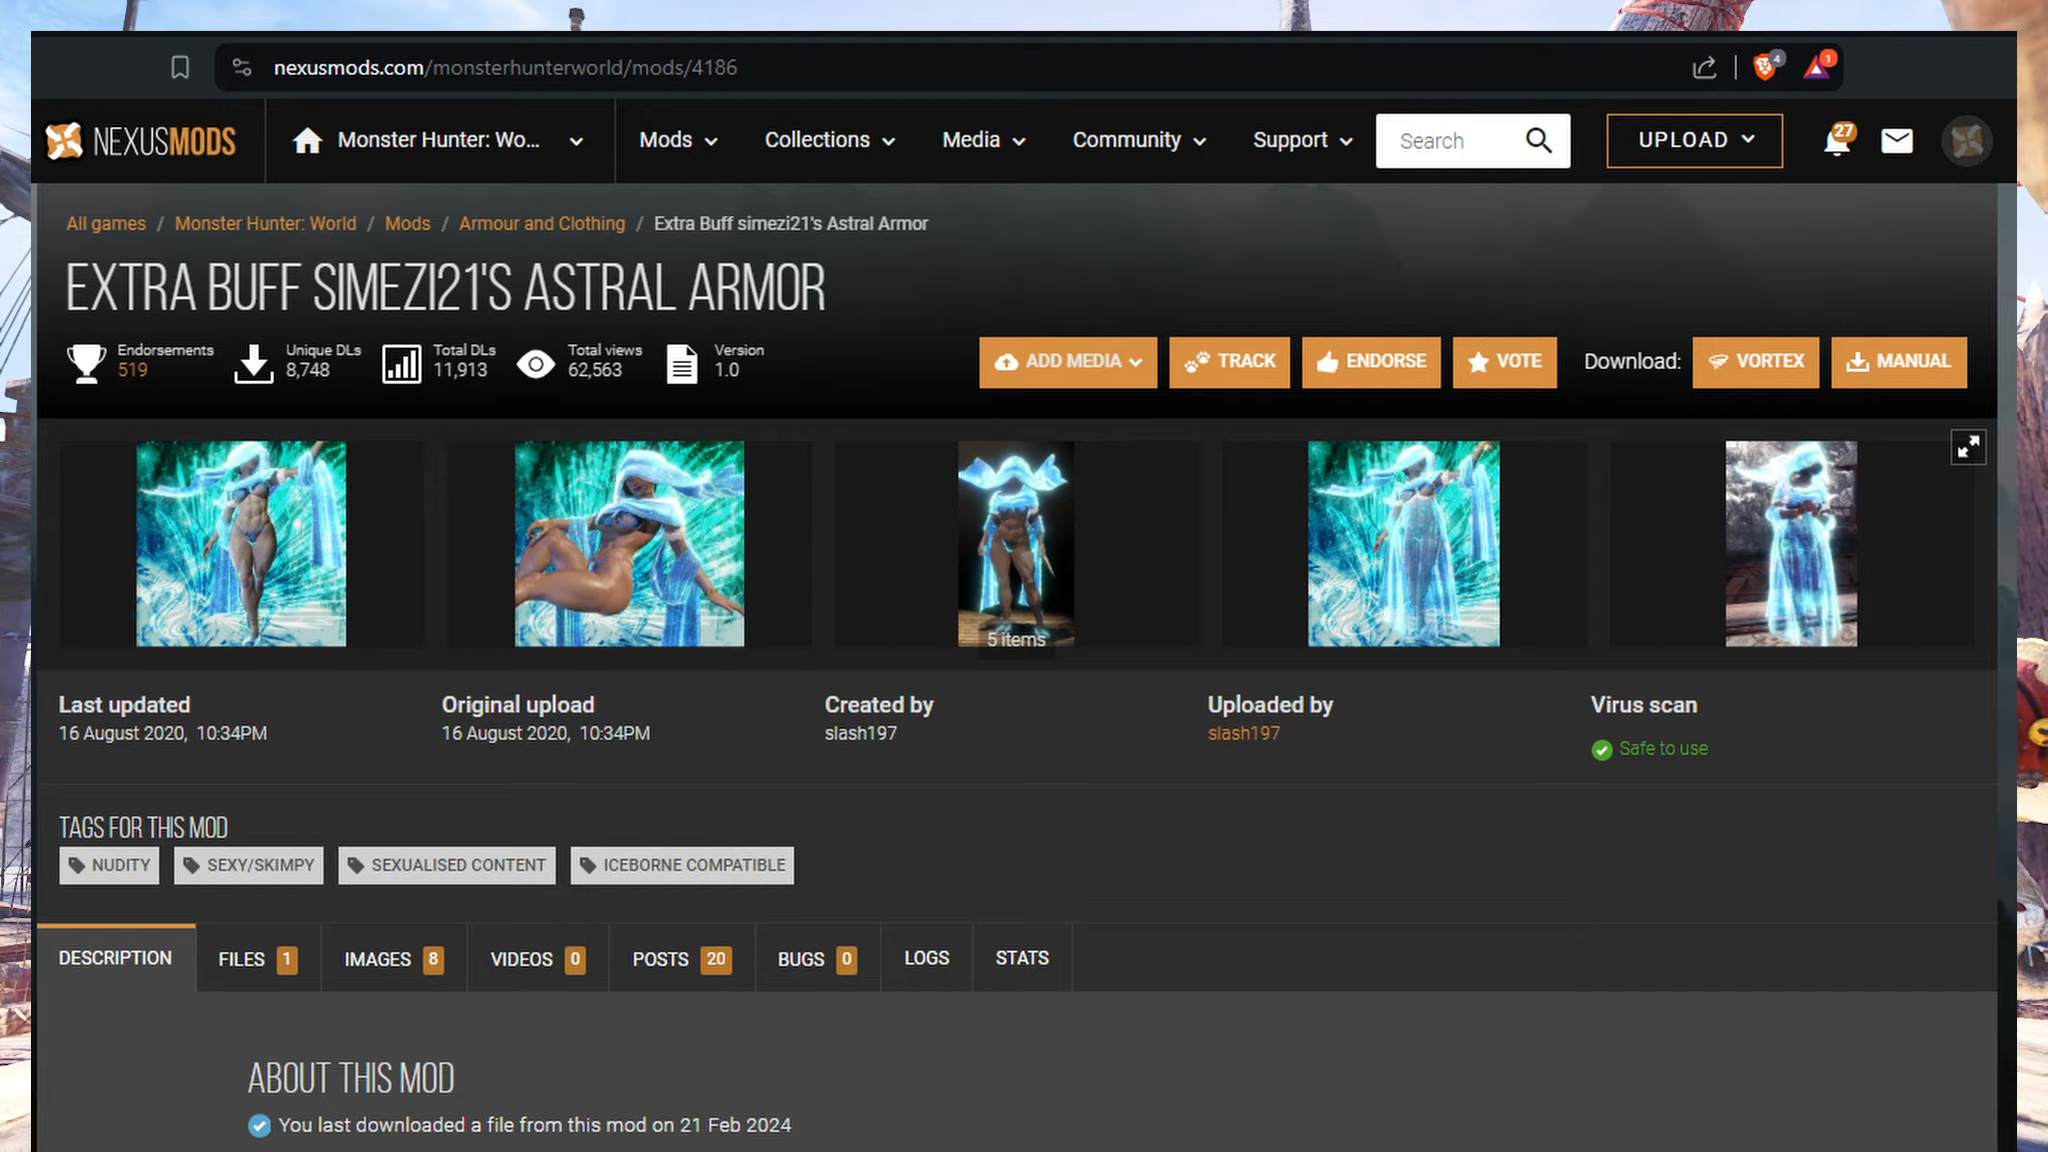 nexusmods.com/monsterhunterworld/mods/4186
4
1
NEXUSMODS
Monster Hunter: Wo...
Mods
Collections
Media
Community
Support
Search
UPLOAD
27
All games / Monster Hunter: World / Mods / Armour and Clothing / Extra Buff simezi21's Astral Armor
EXTRA BUFF SIMEZI21'S ASTRAL ARMOR
Endorsements
519
Unique DLs
8,748
Total DLs
11,913
Total views
62,563
Version
1.0
ADD MEDIA
TRACK
ENDORSE
VOTE
Download:
VORTEX
MANUAL
5 items
Last updated
16 August 2020, 10:34PM
Original upload
16 August 2020, 10:34PM
Created by
slash197
Uploaded by
slash197
Virus scan
Safe to use
TAGS FOR THIS MOD
NUDITY
SEXY/SKIMPY
SEXUALISED CONTENT
ICEBORNE COMPATIBLE
DESCRIPTION
FILES 1
IMAGES 8
VIDEOS 0
POSTS 20
BUGS 0
LOGS
STATS
ABOUT THIS MOD
You last downloaded a file from this mod on 21 Feb 2024